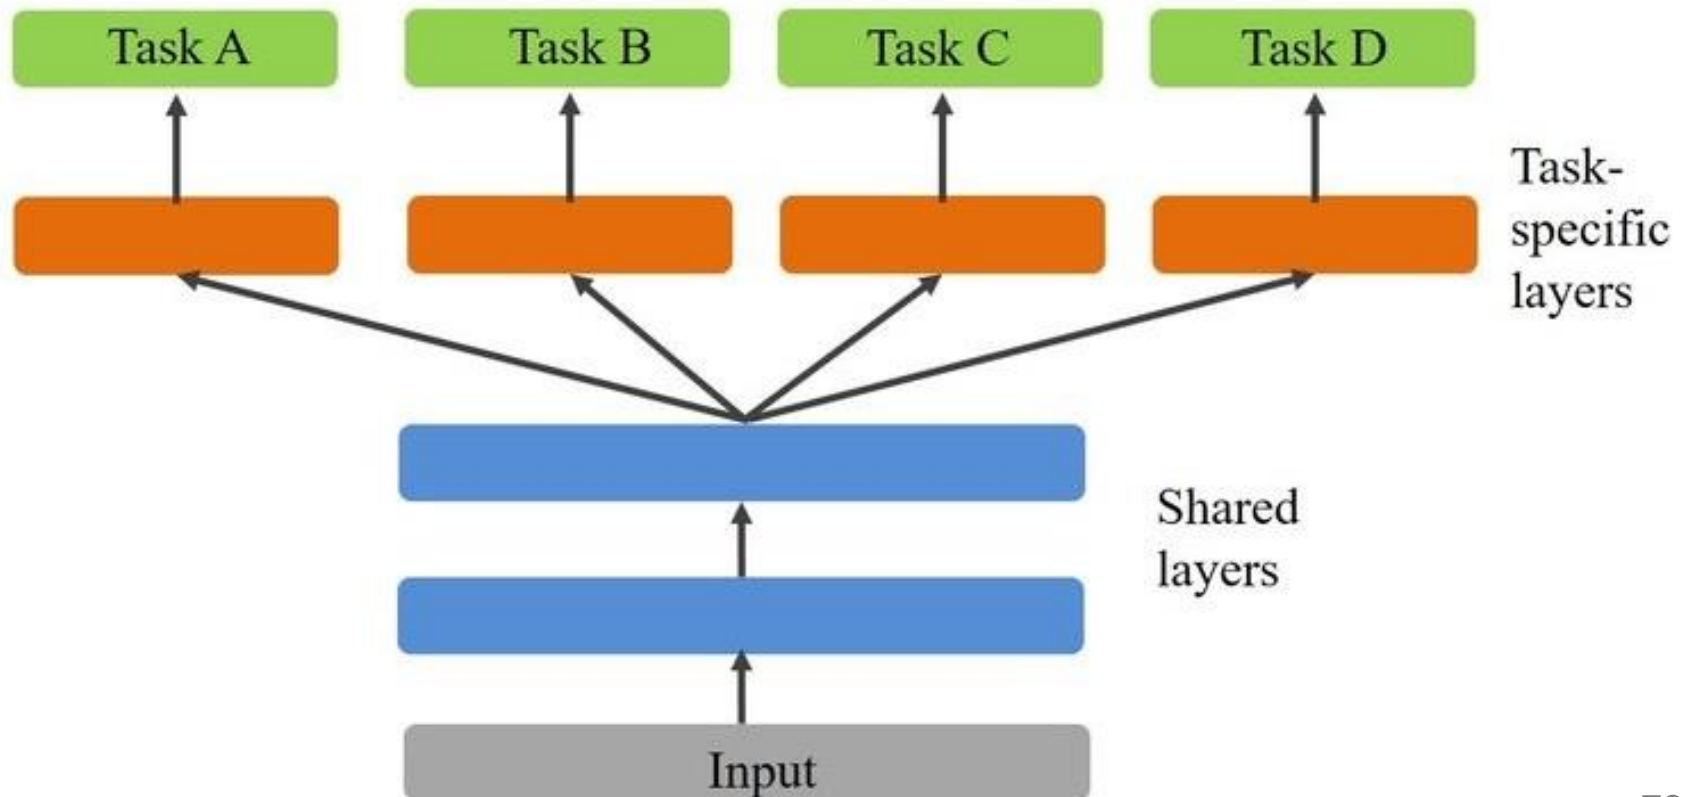 Task A
Task B
Task C
Task D
Task-
specific
layers
Shared
layers
Input